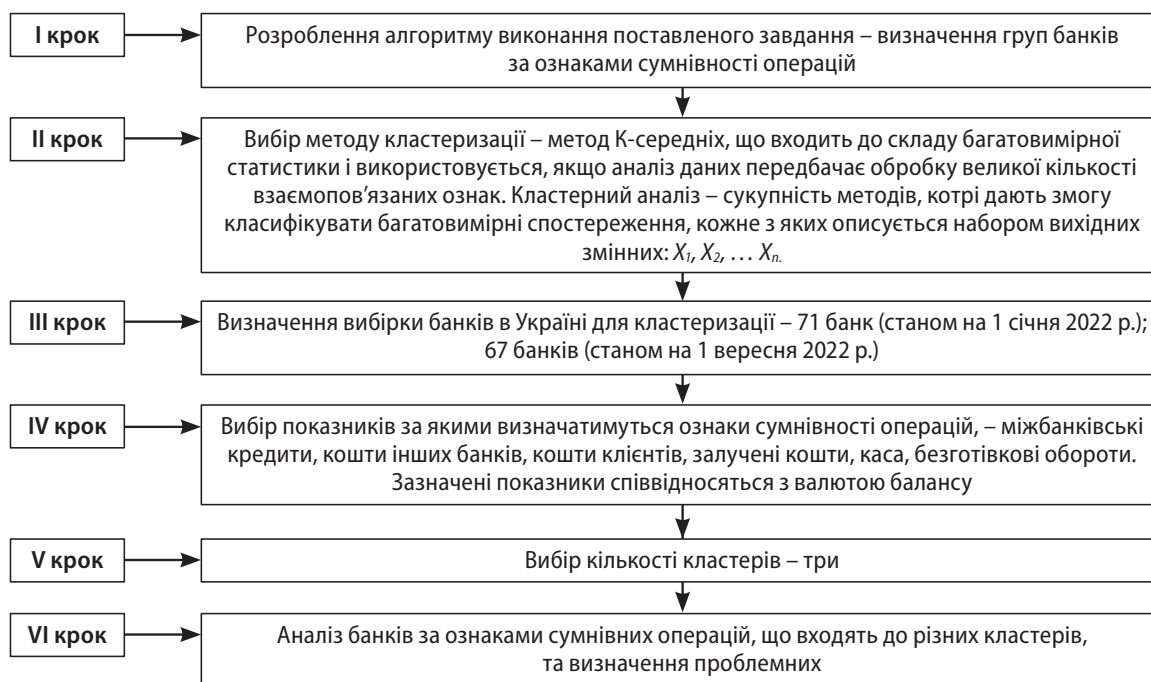 І крок
Розроблення алгоритму виконання поставленого завдання – визначення груп банків
за ознаками сумнівності операцій
ІІ крок
Вибір методу кластеризації – метод К-середніх, що входить до складу багатовимірної
статистики і використовується, якщо аналіз даних передбачає обробку великої кількості
взаємопов’язаних ознак. Кластерний аналіз – сукупність методів, котрі дають змогу
класифікувати багатовимірні спостереження, кожне з яких описується набором вихідних
змінних: X₁, X₂, … Xₙ.
ІІІ крок
Визначення вибірки банків в Україні для кластеризації – 71 банк (станом на 1 січня 2022 р.);
67 банків (станом на 1 вересня 2022 р.)
IV крок
Вибір показників за якими визначатимуться ознаки сумнівності операцій, – міжбанківські
кредити, кошти інших банків, кошти клієнтів, залучені кошти, каса, безготівкові обороти.
Зазначені показники співвідносяться з валютою балансу
V крок
Вибір кількості кластерів – три
VI крок
Аналіз банків за ознаками сумнівних операцій, що входять до різних кластерів,
та визначення проблемних